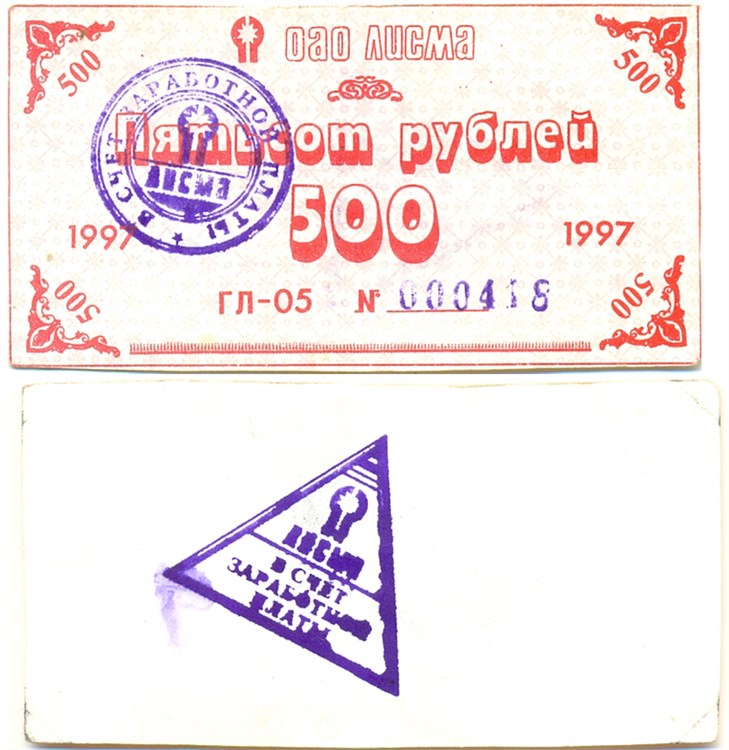 500
ОАО ЛИСМА
500
В СЧЕТ ЗАРАБОТНОЙ ПЛАТЫ
ЛИСМА
Пятьсот рублей
500
1997
1997
500
ГЛ-05 № 000418
500
ЛИСМА
В СЧЁТ
ЗАРАБОТНОЙ
ПЛАТЫ